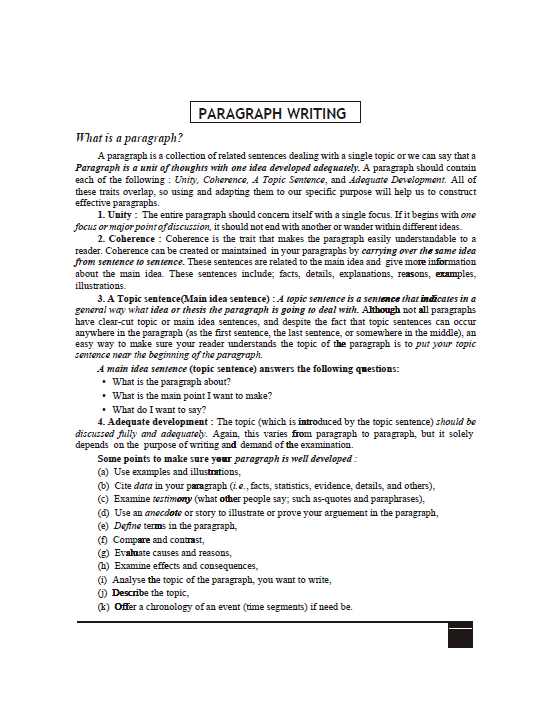 PARAGRAPH WRITING
What is a paragraph?
A paragraph is a collection of related sentences dealing with a single topic or we can say that a
Paragraph is a unit of thoughts with one idea developed adequately. A paragraph should contain
each of the following : Unity, Coherence, A Topic Sentence, and Adequate Development. All of
these traits overlap, so using and adapting them to our specific purpose will help us to construct
effective paragraphs.
1. Unity : The entire paragraph should concern itself with a single focus. If it begins with one
focus or major point of discussion, it should not end with another or wander within different ideas.
2. Coherence : Coherence is the trait that makes the paragraph easily understandable to a
reader. Coherence can be created or maintained in your paragraphs by carrying over the same idea
from sentence to sentence. These sentences are related to the main idea and give more information
about the main idea. These sentences include; facts, details, explanations, reasons, examples,
illustrations.
3. A Topic sentence(Main idea sentence) : A topic sentence is a sentence that indicates in a
general way what idea or thesis the paragraph is going to deal with. Although not all paragraphs
have clear-cut topic or main idea sentences, and despite the fact that topic sentences can occur
anywhere in the paragraph (as the first sentence, the last sentence, or somewhere in the middle), an
easy way to make sure your reader understands the topic of the paragraph is to put your topic
sentence near the beginning of the paragraph.
A main idea sentence (topic sentence) answers the following questions:
• What is the paragraph about?
• What is the main point I want to make?
• What do I want to say?
4. Adequate development : The topic (which is introduced by the topic sentence) should be
discussed fully and adequately. Again, this varies from paragraph to paragraph, but it solely
depends on the purpose of writing and demand of the examination.
Some points to make sure your paragraph is well developed :
(a) Use examples and illustrations,
(b) Cite data in your paragraph (i.e., facts, statistics, evidence, details, and others),
(c) Examine testimony (what other people say; such as-quotes and paraphrases),
(d) Use an anecdote or story to illustrate or prove your arguement in the paragraph,
(e) Define terms in the paragraph,
(f) Compare and contrast,
(g) Evaluate causes and reasons,
(h) Examine effects and consequences,
(i) Analyse the topic of the paragraph, you want to write,
(j) Describe the topic,
(k) Offer a chronology of an event (time segments) if need be.